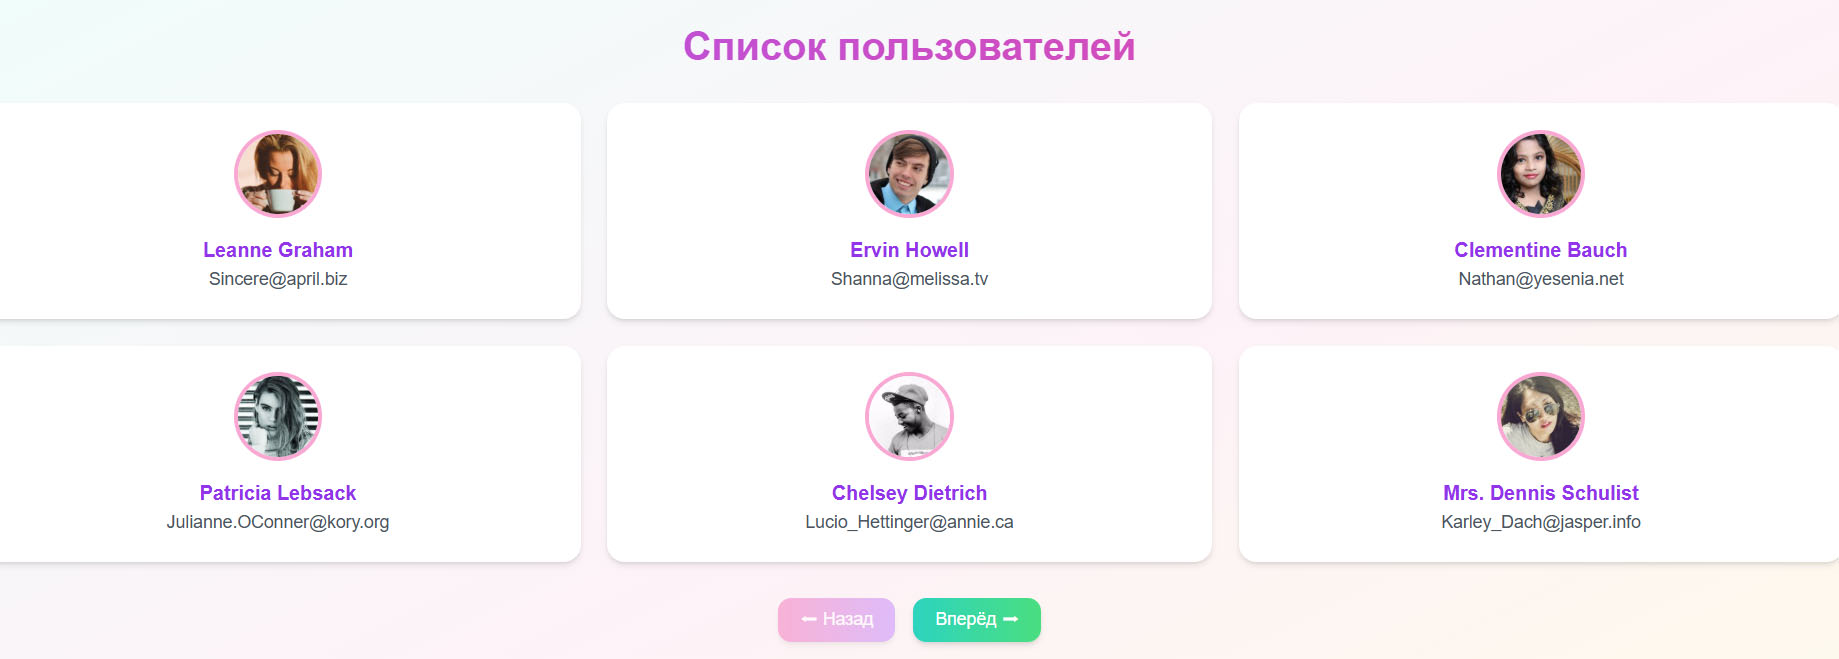 Список пользователей
Leanne Graham
Sincere@april.biz
Ervin Howell
Shanna@melissa.tv
Clementine Bauch
Nathan@yesenia.net
Patricia Lebsack
Julianne.OConner@kory.org
Chelsey Dietrich
Lucio_Hettinger@annie.ca
Mrs. Dennis Schulist
Karley_Dach@jasper.info
⬅ Назад
Вперёд ➡